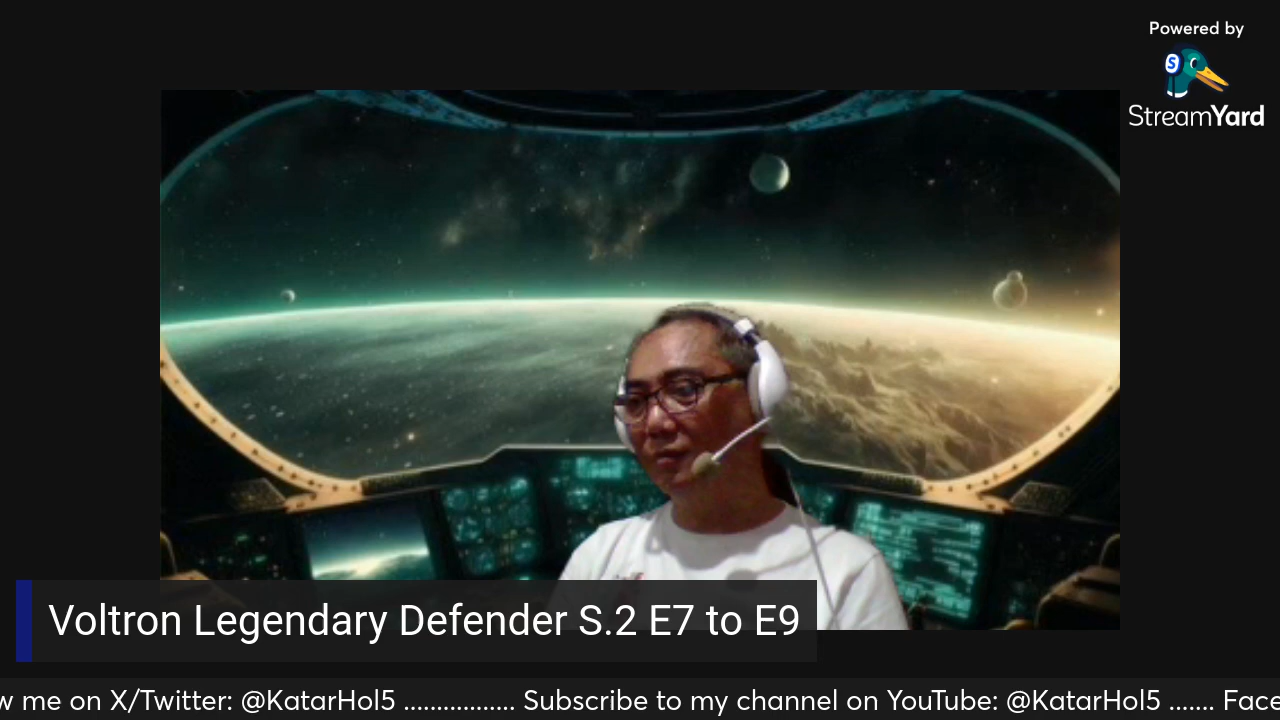 Powered by
S
StreamYard
Voltron Legendary Defender S.2 E7 to E9
w me on X/Twitter: @KatarHol5 ................. Subscribe to my channel on YouTube: @KatarHol5 ....... Face